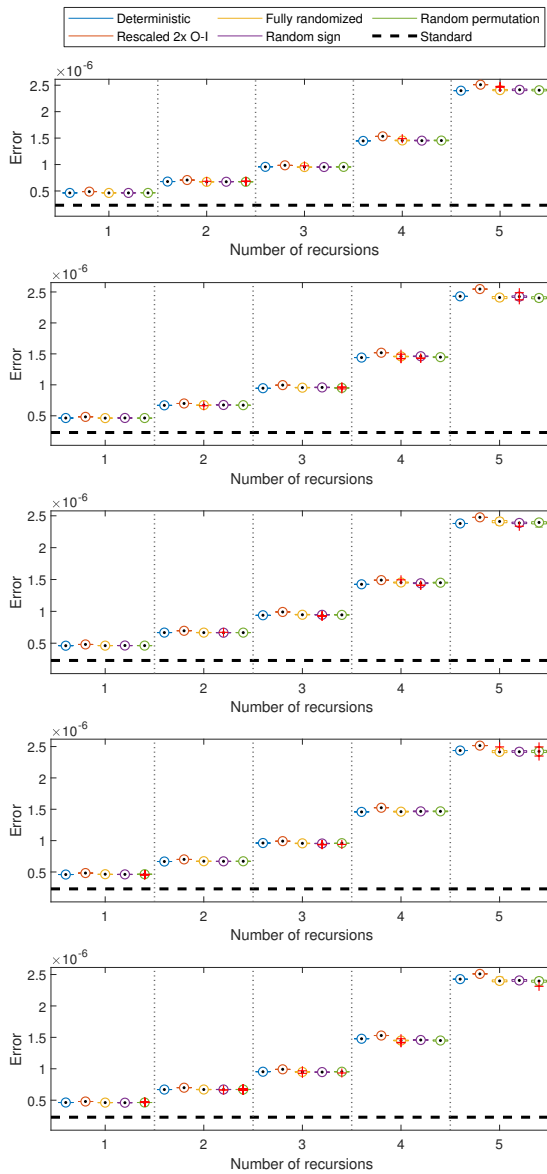 Deterministic Fully randomized Random permutation
Rescaled 2x O-I Random sign Standard
×10^-6
2.5
2
1.5
1
0.5
Error
1 2 3 4 5
Number of recursions
×10^-6
2.5
2
1.5
1
0.5
Error
1 2 3 4 5
Number of recursions
×10^-6
2.5
2
1.5
1
0.5
Error
1 2 3 4 5
Number of recursions
×10^-6
2.5
2
1.5
1
0.5
Error
1 2 3 4 5
Number of recursions
×10^-6
2.5
2
1.5
1
0.5
Error
1 2 3 4 5
Number of recursions